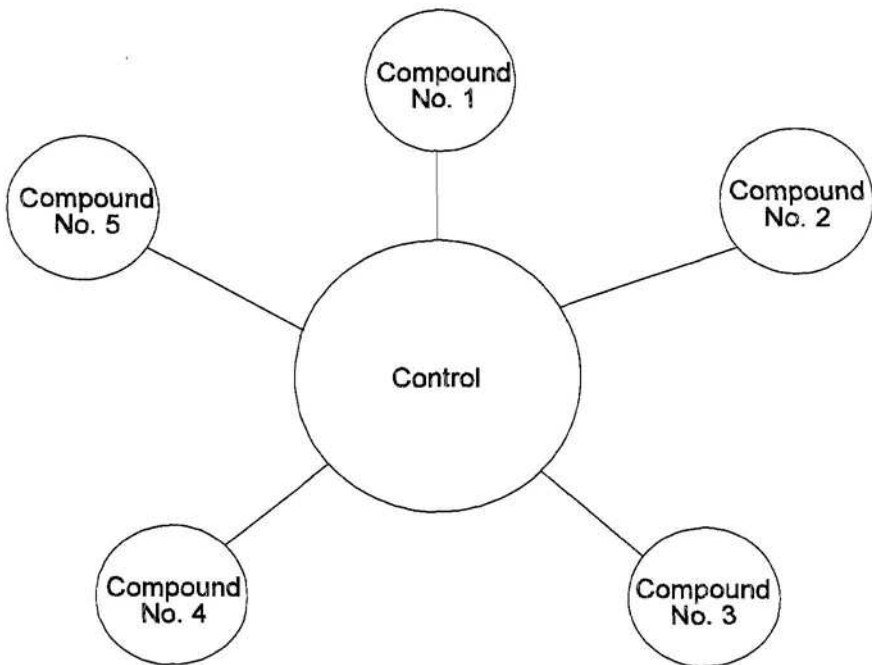 Compound
No. 1
Compound
No. 2
Compound
No. 5
Control
Compound
No. 4
Compound
No. 3